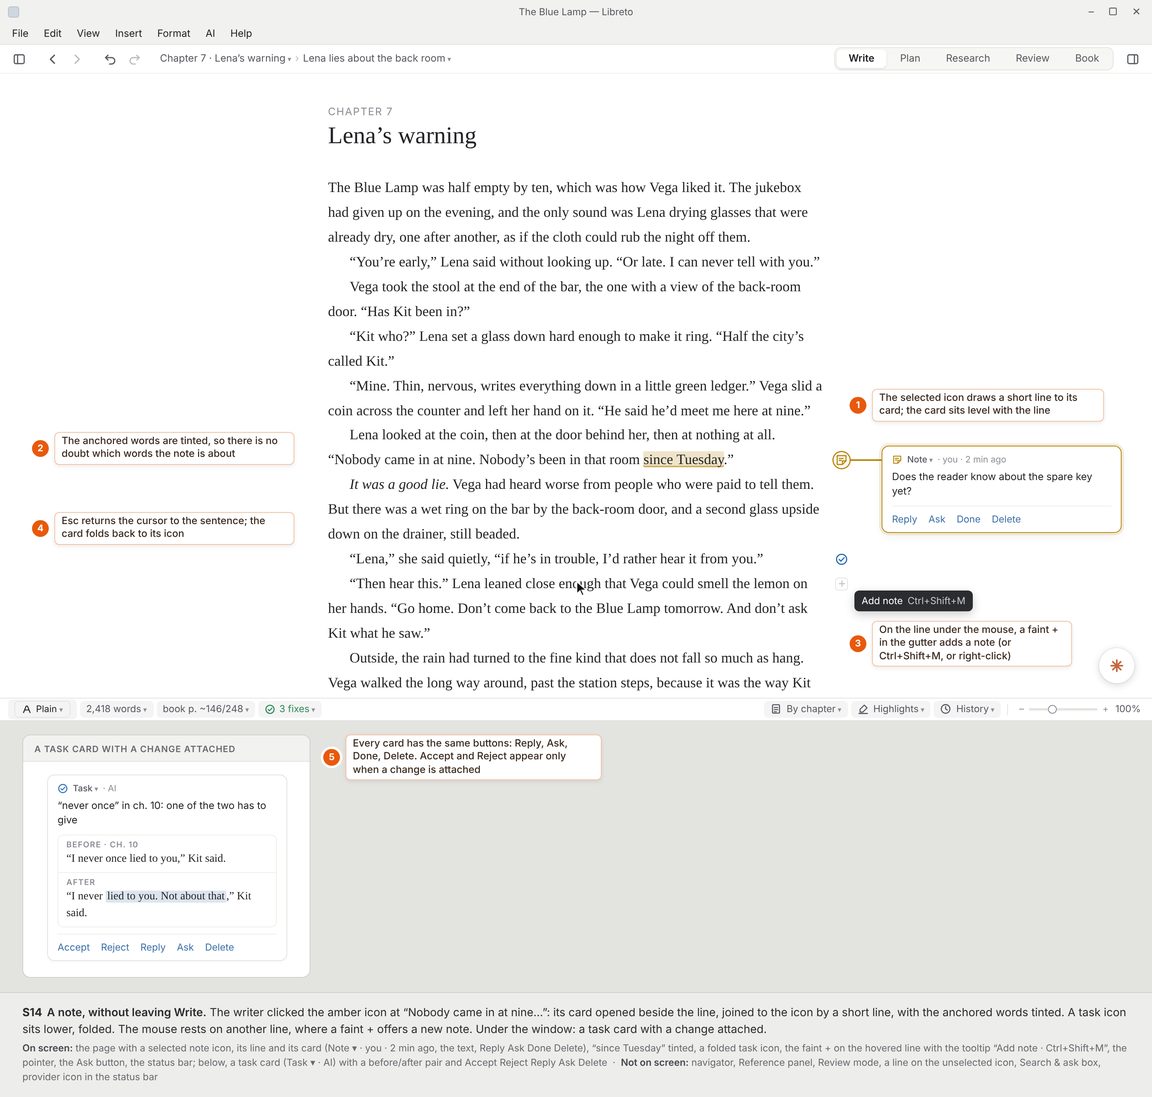 The Blue Lamp — Libreto
File Edit View Insert Format AI Help
Chapter 7 · Lena’s warning ▾ › Lena lies about the back room ▾
Write Plan Research Review Book
CHAPTER 7
Lena’s warning
The Blue Lamp was half empty by ten, which was how Vega liked it. The jukebox
had given up on the evening, and the only sound was Lena drying glasses that were
already dry, one after another, as if the cloth could rub the night off them.
“You’re early,” Lena said without looking up. “Or late. I can never tell with you.”
Vega took the stool at the end of the bar, the one with a view of the back-room
door. “Has Kit been in?”
“Kit who?” Lena set a glass down hard enough to make it ring. “Half the city’s
called Kit.”
“Mine. Thin, nervous, writes everything down in a little green ledger.” Vega slid a
coin across the counter and left her hand on it. “He said he’d meet me here at nine.”
Lena looked at the coin, then at the door behind her, then at nothing at all.
“Nobody came in at nine. Nobody’s been in that room since Tuesday.”
It was a good lie. Vega had heard worse from people who were paid to tell them.
But there was a wet ring on the bar by the back-room door, and a second glass upside
down on the drainer, still beaded.
“Lena,” she said quietly, “if he’s in trouble, I’d rather hear it from you.”
“Then hear this.” Lena leaned close enough that Vega could smell the lemon on
her hands. “Go home. Don’t come back to the Blue Lamp tomorrow. And don’t ask
Kit what he saw.”
Outside, the rain had turned to the fine kind that does not fall so much as hang.
Vega walked the long way around, past the station steps, because it was the way Kit
1
The selected icon draws a short line to its
card; the card sits level with the line
2
The anchored words are tinted, so there is no
doubt which words the note is about
Note ▾ · you · 2 min ago
Does the reader know about the spare key
yet?
Reply Ask Done Delete
4
Esc returns the cursor to the sentence; the
card folds back to its icon
+
Add note Ctrl+Shift+M
3
On the line under the mouse, a faint +
in the gutter adds a note (or
Ctrl+Shift+M, or right-click)
A Plain ▾ 2,418 words ▾ book p. ~146/248 ▾ 3 fixes ▾ By chapter ▾ Highlights ▾ History ▾ − + 100%
A TASK CARD WITH A CHANGE ATTACHED
Task ▾ · AI
“never once” in ch. 10: one of the two has to
give
BEFORE · CH. 10
“I never once lied to you,” Kit said.
AFTER
“I never lied to you. Not about that,” Kit
said.
Accept Reject Reply Ask Delete
5
Every card has the same buttons: Reply, Ask,
Done, Delete. Accept and Reject appear only
when a change is attached
S14 A note, without leaving Write. The writer clicked the amber icon at “Nobody came in at nine…”: its card opened beside the line, joined to the icon by a short line, with the anchored words tinted. A task icon
sits lower, folded. The mouse rests on another line, where a faint + offers a new note. Under the window: a task card with a change attached.
On screen: the page with a selected note icon, its line and its card (Note ▾ · you · 2 min ago, the text, Reply Ask Done Delete), “since Tuesday” tinted, a folded task icon, the faint + on the hovered line with the tooltip “Add note · Ctrl+Shift+M”, the
pointer, the Ask button, the status bar; below, a task card (Task ▾ · AI) with a before/after pair and Accept Reject Reply Ask Delete · Not on screen: navigator, Reference panel, Review mode, a line on the unselected icon, Search & ask box,
provider icon in the status bar